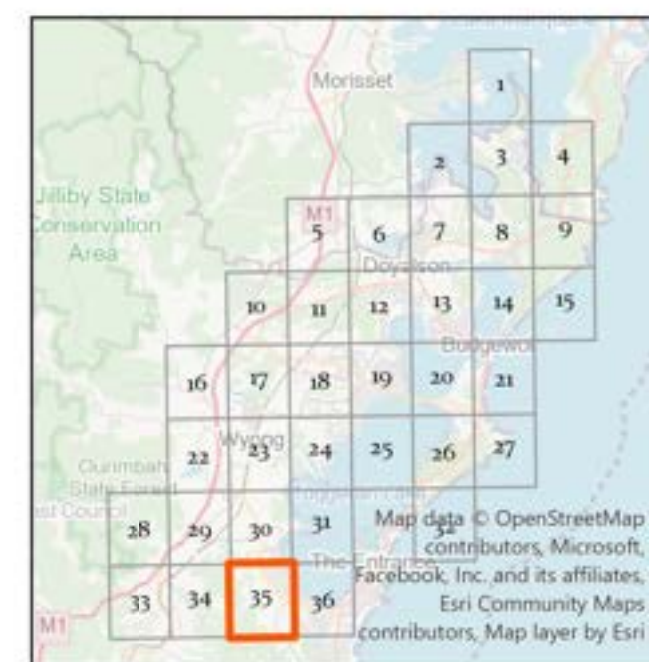 Morisset
1
2 3 4
Jilliby State
Conservation
Area
M1
5 6 7 8 9
Doyalson
10 11 12 13 14 15
Budgewoi
16 17 18 19 20 21
Wyong
22 23 24 25 26 27
Ourimbah
State Forest
ast Council
28 29 30 31 32
Map data © OpenStreetMap
contributors, Microsoft,
The Entrance
Facebook, Inc. and its affiliates,
33 34 35 36
Esri Community Maps
M1
contributors, Map layer by Esri